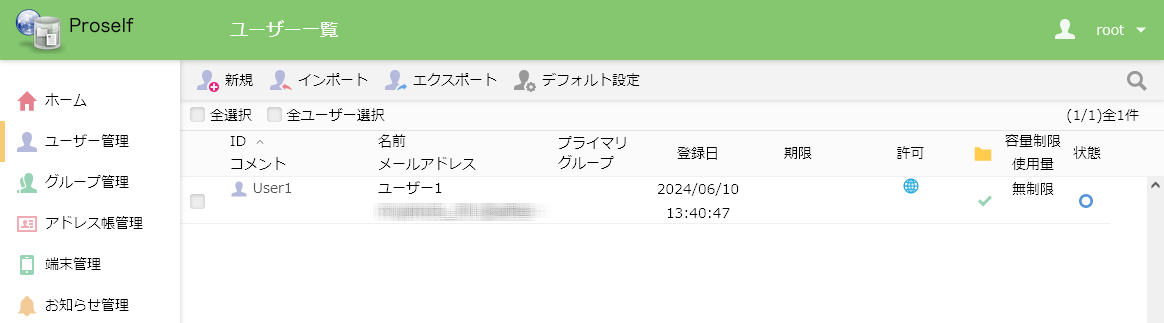 Proself
ユーザー一覧
root
ホーム
ユーザー管理
グループ管理
アドレス帳管理
端末管理
お知らせ管理
新規 インポート エクスポート デフォルト設定
全選択 全ユーザー選択 (1/1)全1件
ID 名前 プライマリ 容量制限
コメント メールアドレス グループ 登録日 期限 許可 使用量 状態
User1 ユーザー1 2024/06/10 無制限
13:40:47